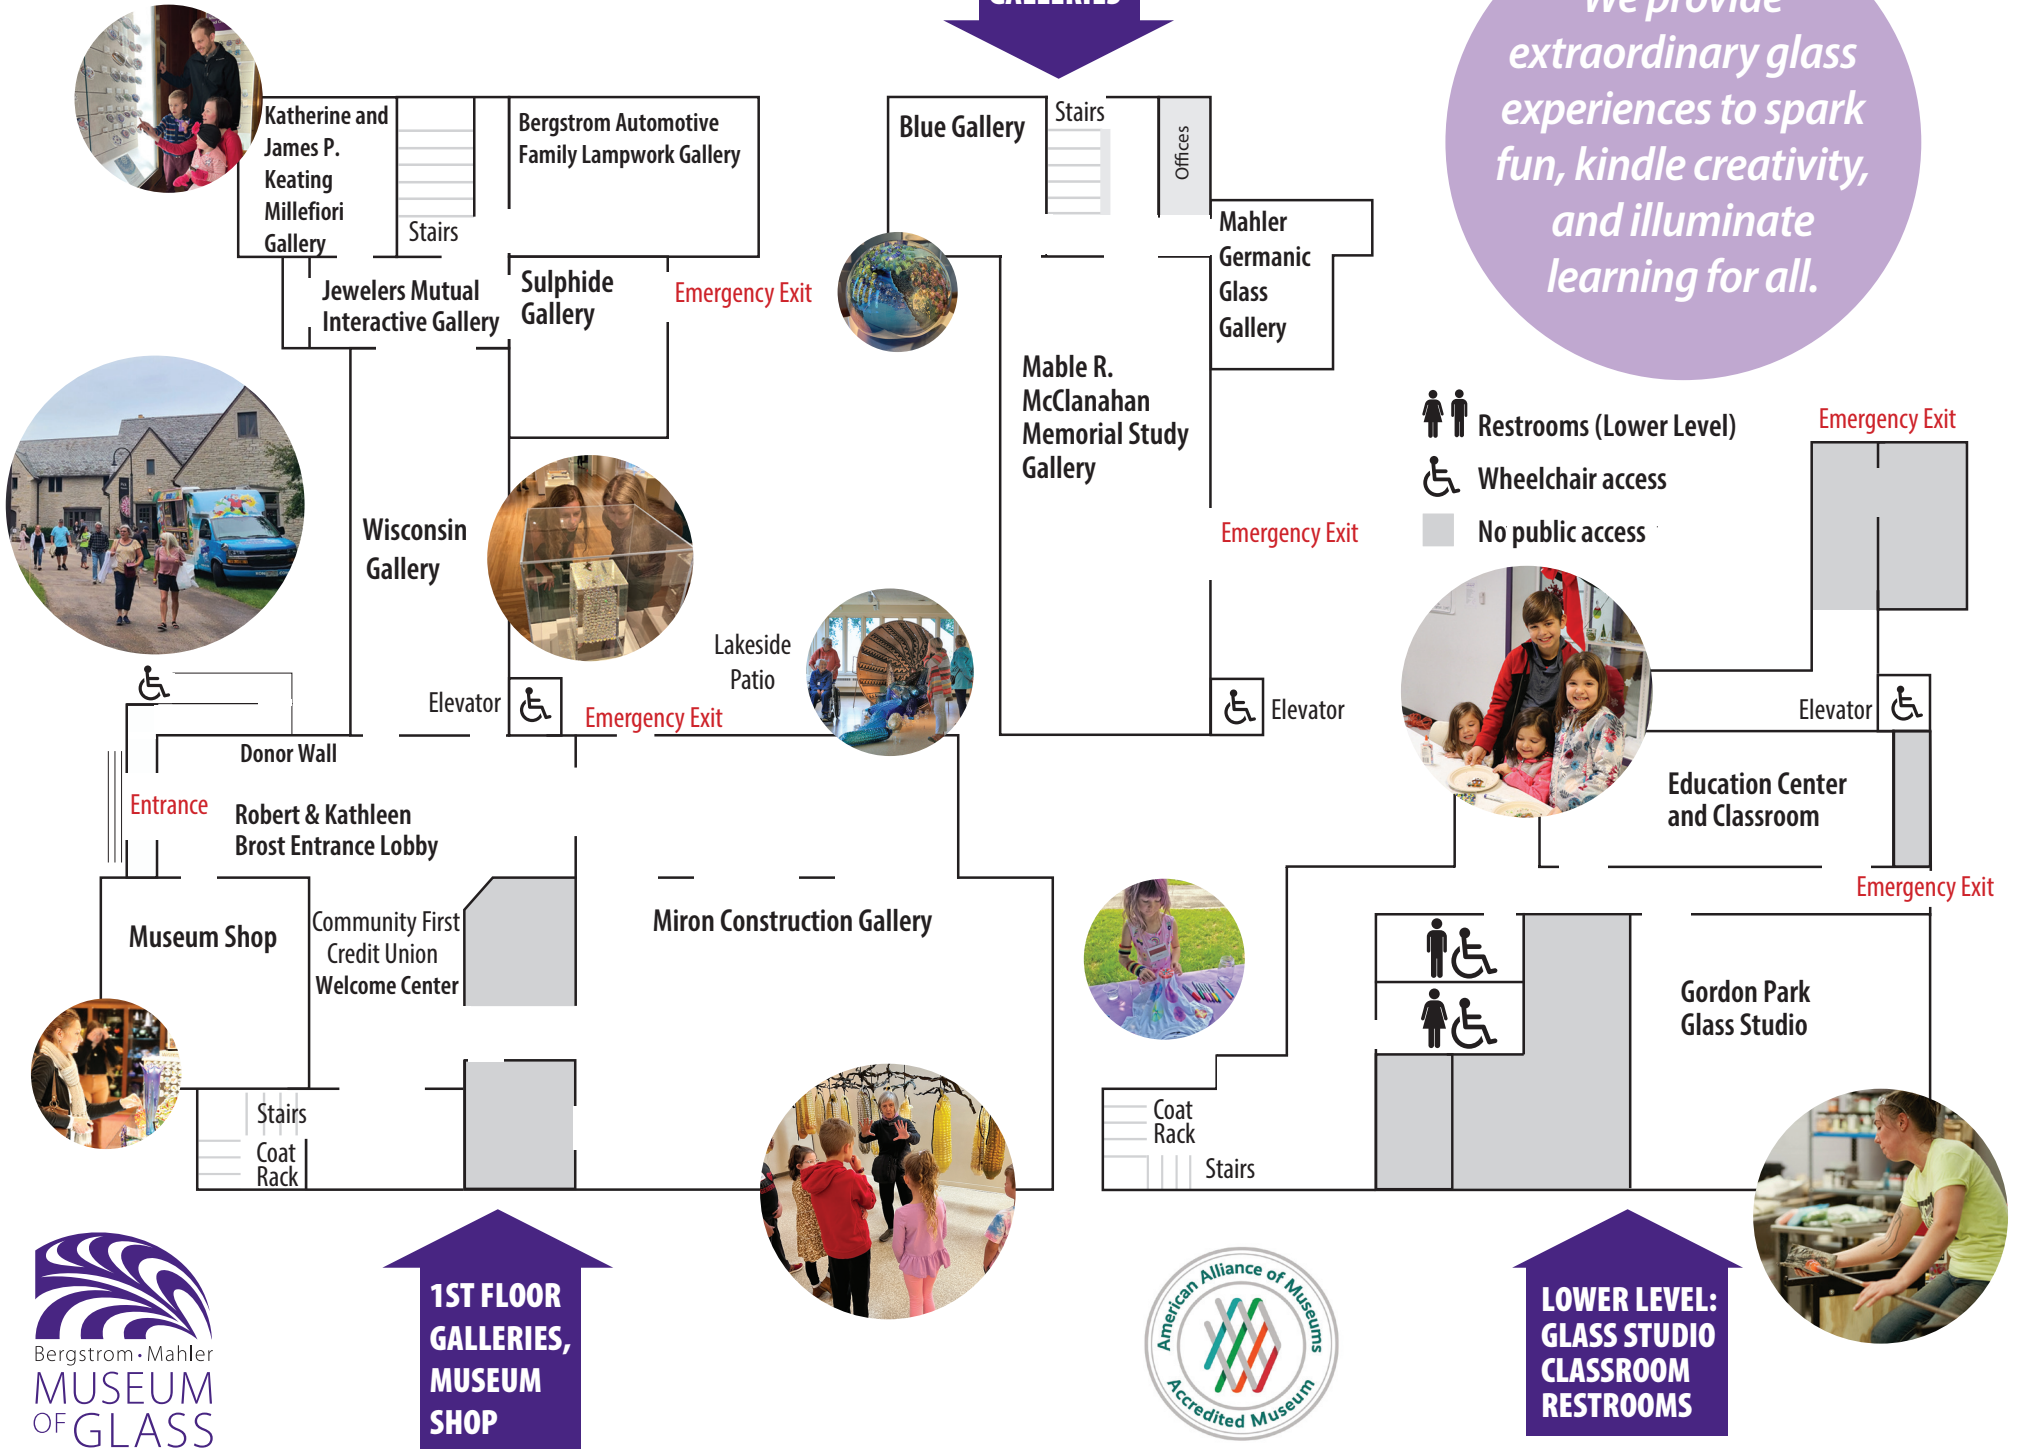 GALLERIES
We provide
extraordinary glass
experiences to spark
fun, kindle creativity,
and illuminate
learning for all.
Katherine and
James P.
Keating
Millefiori
Gallery
Stairs
Bergstrom Automotive
Family Lampwork Gallery
Jewelers Mutual
Interactive Gallery
Sulphide
Gallery
Emergency Exit
Wisconsin
Gallery
Elevator
Emergency Exit
Lakeside
Patio
Donor Wall
Entrance
Robert & Kathleen
Brost Entrance Lobby
Museum Shop
Community First
Credit Union
Welcome Center
Miron Construction Gallery
Stairs
Coat
Rack
Blue Gallery
Stairs
Offices
Mahler
Germanic
Glass
Gallery
Mable R.
McClanahan
Memorial Study
Gallery
Emergency Exit
Elevator
Restrooms (Lower Level)
Wheelchair access
No public access
Emergency Exit
Elevator
Education Center
and Classroom
Emergency Exit
Gordon Park
Glass Studio
Coat
Rack
Stairs
Bergstrom·Mahler
MUSEUM
OF GLASS
1ST FLOOR
GALLERIES,
MUSEUM
SHOP
American Alliance of Museums
Accredited Museum
LOWER LEVEL:
GLASS STUDIO
CLASSROOM
RESTROOMS